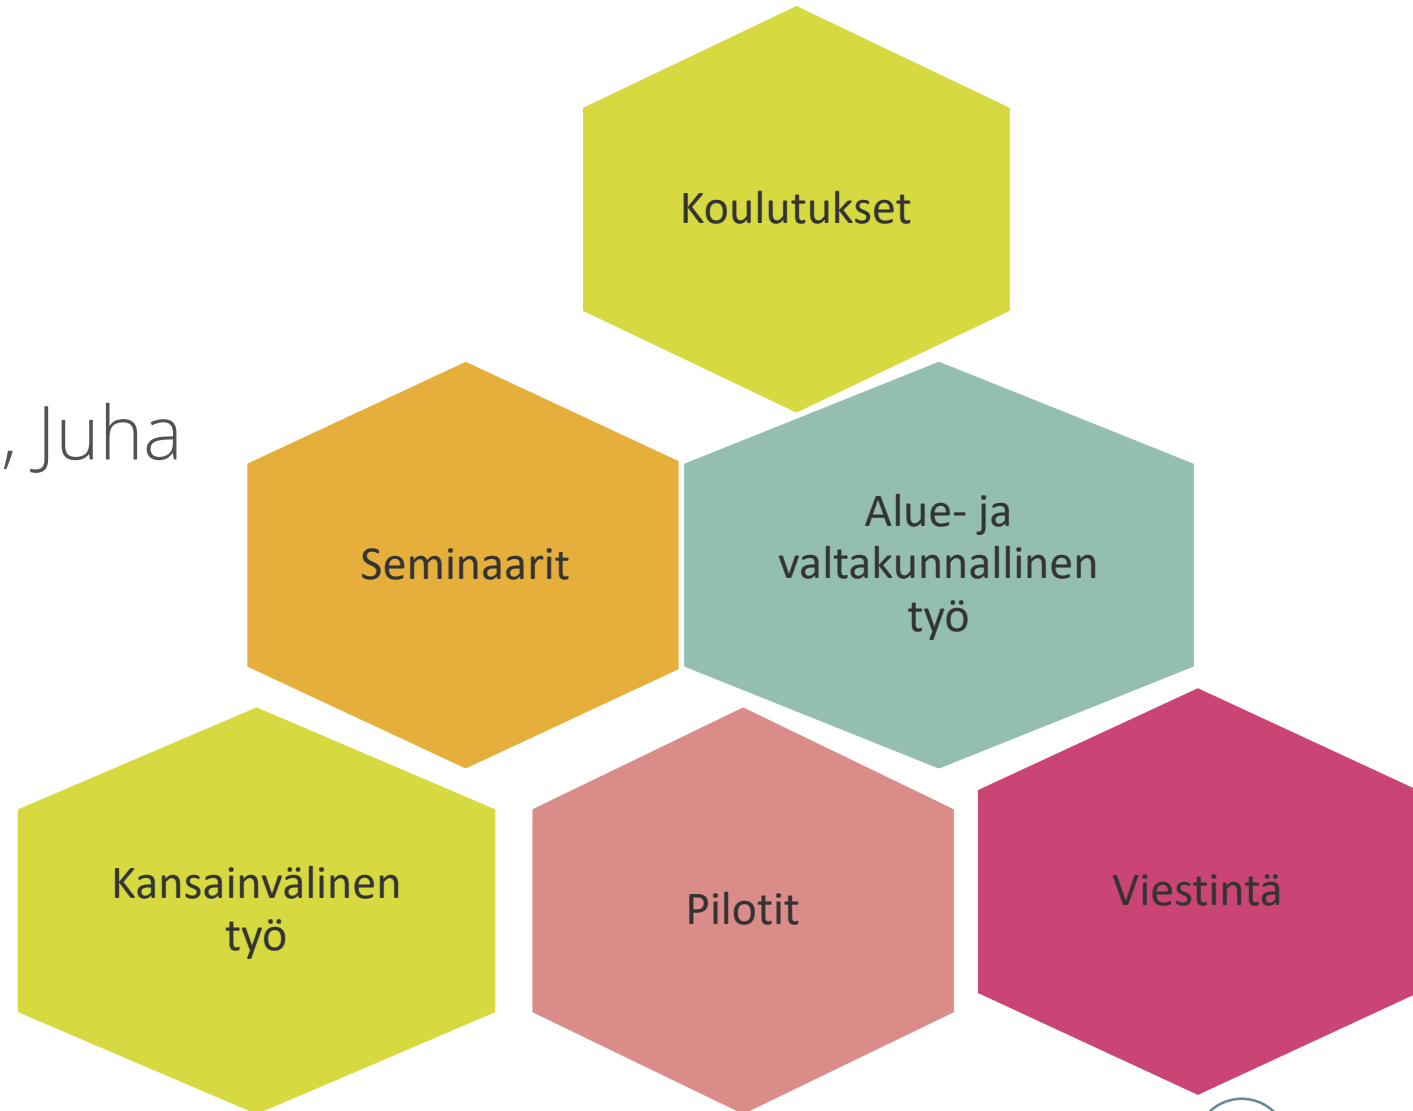 Koulutukset
, Juha
Seminaarit
Alue- ja
valtakunnallinen
työ
Kansainvälinen
työ
Pilotit
Viestintä